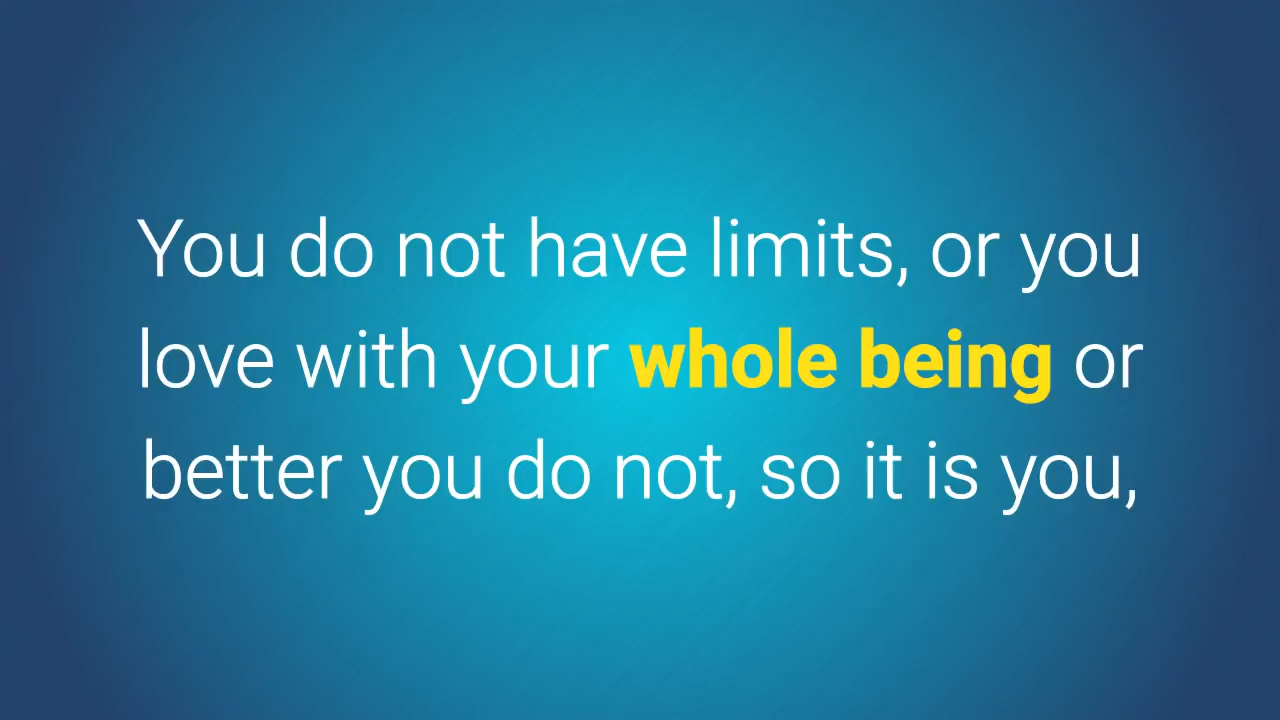 You do not have limits, or you
love with your whole being or
better you do not, so it is you,